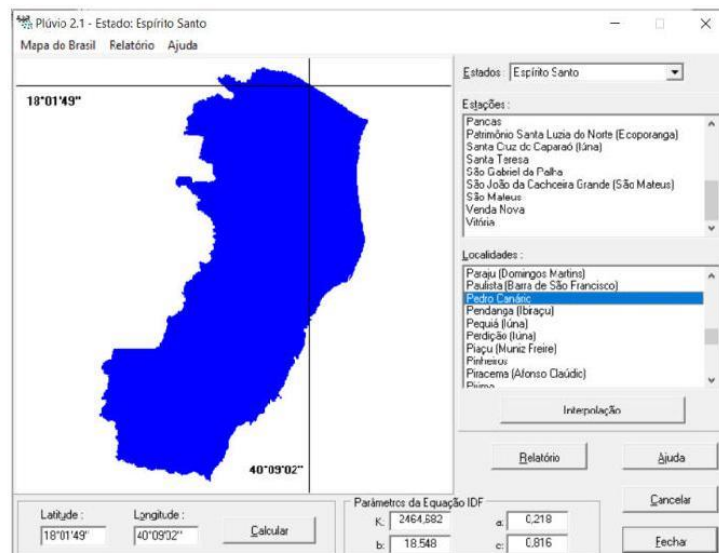 Plúvio 2.1 - Estado: Espírito Santo
Mapa do Brasil Relatório Ajuda
18°01'49"
40°09'02"
Estados : Espírito Santo
Estações :
Pancas
Patrimônio Santa Luzia do Norte (Ecoporanga)
Santa Cruz do Caparaó (Iúna)
Santa Teresa
São Gabriel da Palha
São João da Cachoeira Grande (São Mateus)
São Mateus
Venda Nova
Vitória
Localidades :
Paraju (Domingos Martins)
Paulista (Barra de São Francisco)
Pedro Canário
Pendanga (Ibiraçu)
Pequiá (Iúna)
Perdição (Iúna)
Piaçu (Muniz Freire)
Pinheiros
Piracema (Afonso Cláudio)
Interpolação
Relatório Ajuda
Cancelar
Fechar
Latitude : Longitude :
18°01'49" 40°09'02" Calcular
Parâmetros da Equação IDF
K: 2464,682 a: 0,218
b: 18,548 c: 0,816